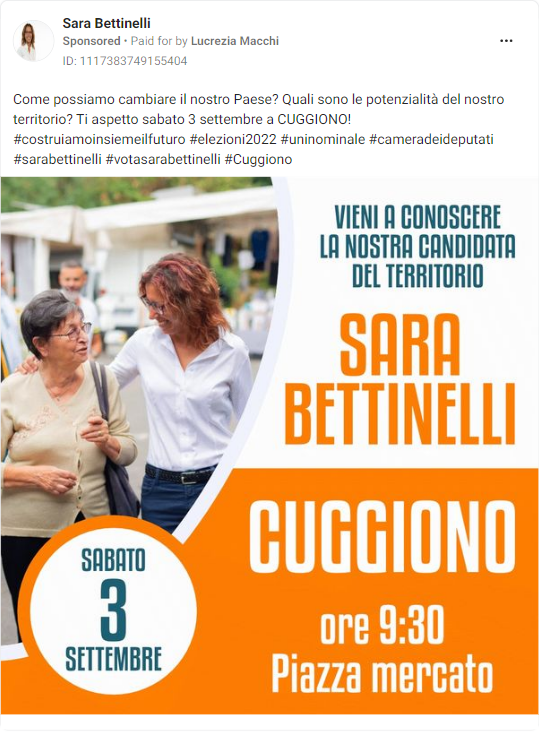 Sara Bettinelli
Sponsored • Paid for by Lucrezia Macchi
ID: 1117383749155404
Come possiamo cambiare il nostro Paese? Quali sono le potenzialità del nostro
territorio? Ti aspetto sabato 3 settembre a CUGGIONO!
#costruiamoinsiemeilfuturo #elezioni2022 #uninominale #cameradeideputati
#sarabettinelli #votasarabettinelli #Cuggiono
VIENI A CONOSCERE
LA NOSTRA CANDIDATA
DEL TERRITORIO
SARA
BETTINELLI
CUGGIONO
ore 9:30
Piazza mercato
SABATO
3
SETTEMBRE